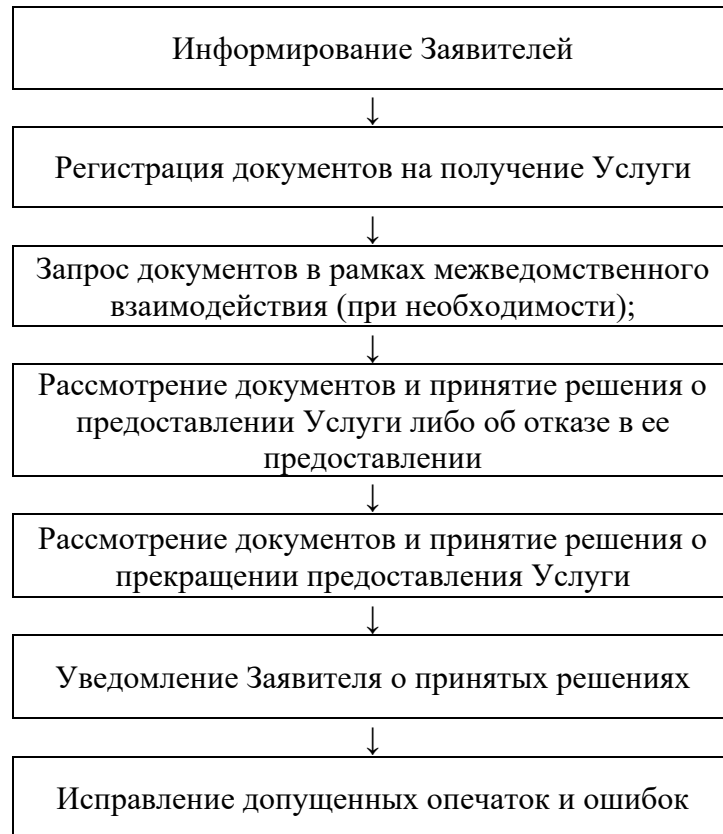 Информирование Заявителей
↓
Регистрация документов на получение Услуги
↓
Запрос документов в рамках межведомственного
взаимодействия (при необходимости);
↓
Рассмотрение документов и принятие решения о
предоставлении Услуги либо об отказе в ее
предоставлении
↓
Рассмотрение документов и принятие решения о
прекращении предоставления Услуги
↓
Уведомление Заявителя о принятых решениях
↓
Исправление допущенных опечаток и ошибок